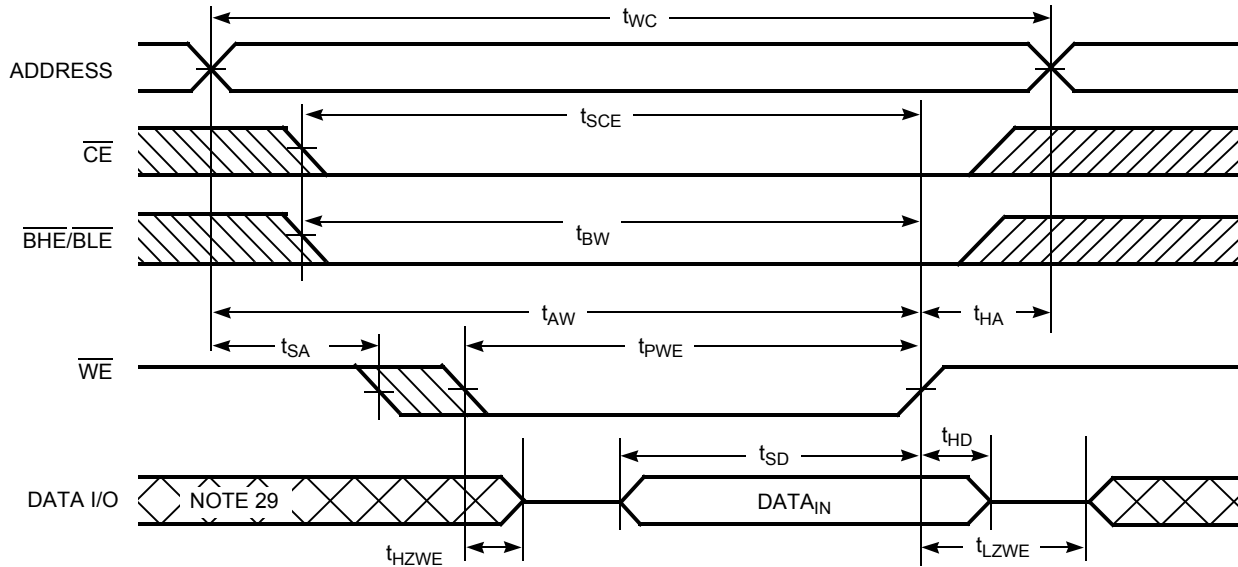 tWC
ADDRESS
tSCE
CE
tBW
BHE/BLE
tAW
tHA
tSA
tPWE
WE
tSD
tHD
DATA I/O
NOTE 29
DATAIN
tHZWE
tLZWE